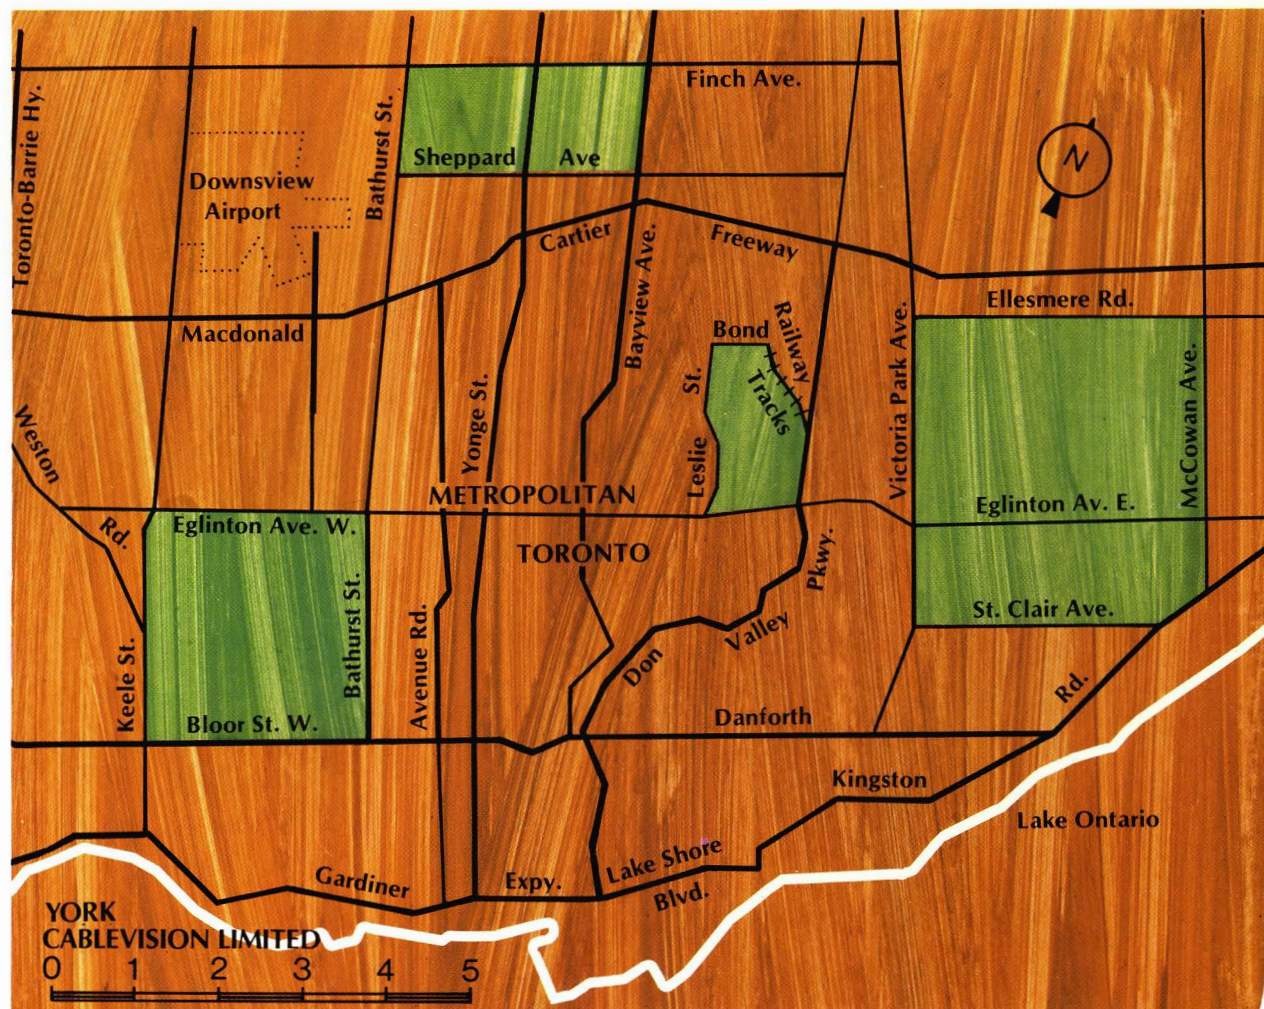 Finch Ave.
Toronto-Barrie Hy.
Bathurst St.
Sheppard Ave
N
Downsview
Airport
Cartier
Freeway
Bayview Ave.
Ellesmere Rd.
Macdonald
Bond
Railway
Tracks
St.
Leslie
Victoria Park Ave.
McCowan Ave.
Weston
Rd.
Yonge St.
METROPOLITAN
TORONTO
Eglinton Ave. W.
Eglinton Av. E.
Pkwy.
Valley
Don
St. Clair Ave.
Keele St.
Bathurst St.
Avenue Rd.
Bloor St. W.
Danforth
Rd.
Kingston
Lake Ontario
Lake Shore
Blvd.
Gardiner
Expy.
YORK
CABLEVISION LIMITED
0 1 2 3 4 5